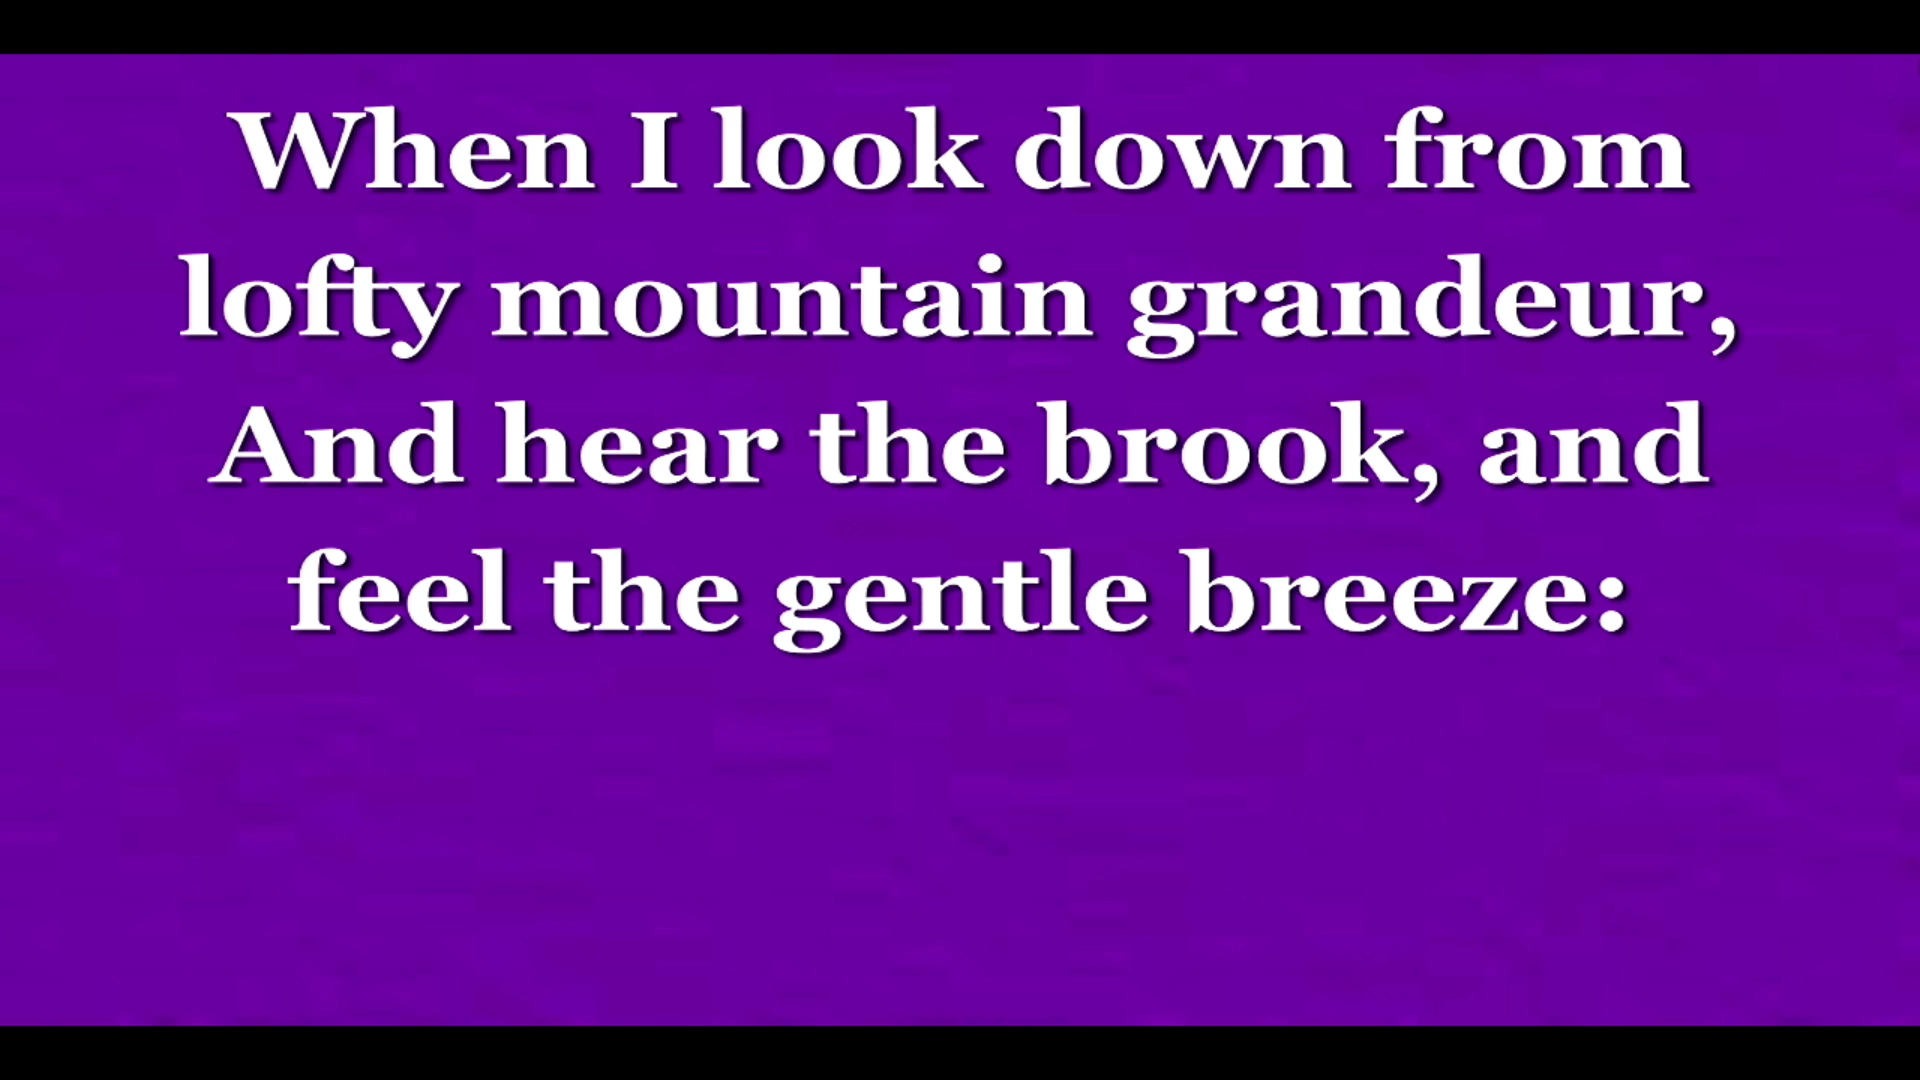 When I look down from
lofty mountain grandeur,
And hear the brook, and
feel the gentle breeze: